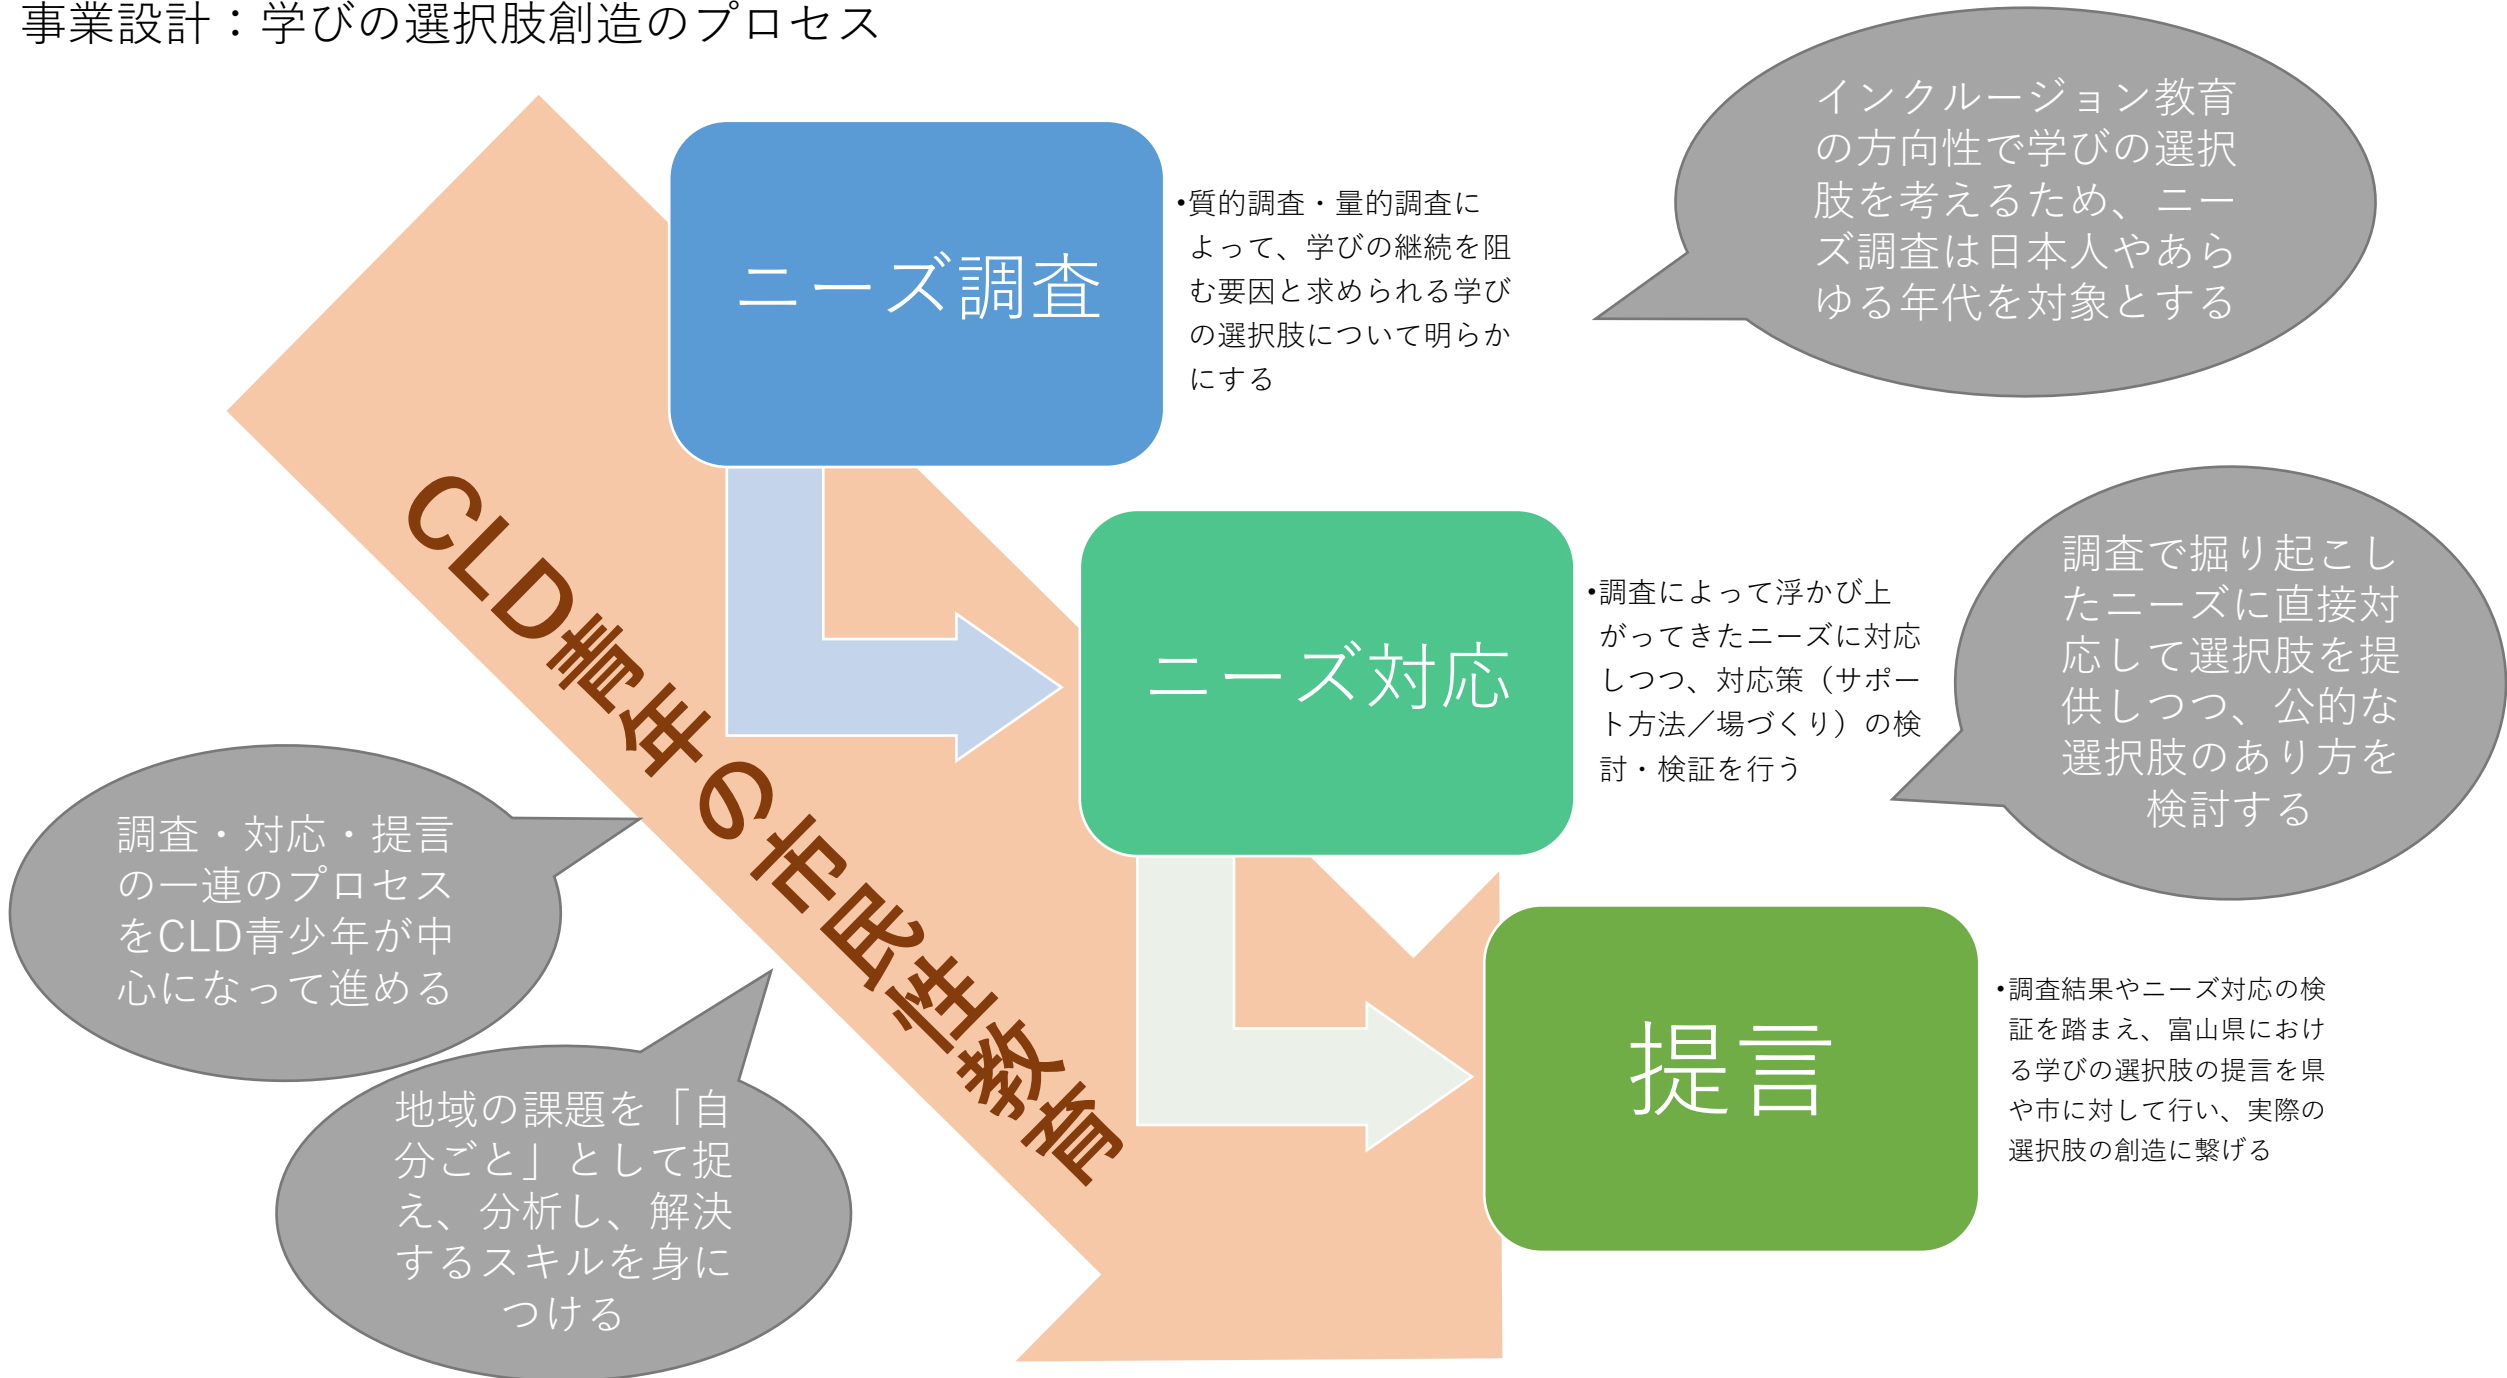 事業設計：学びの選択肢創造のプロセス
インクルージョン教育
の方向性で学びの選択
肢を考えるため、ニー
ズ調査は日本人やあら
ゆる年代を対象とする
ニーズ調査
•質的調査・量的調査に
よって、学びの継続を阻
む要因と求められる学び
の選択肢について明らか
にする
ニーズ対応
•調査によって浮かび上
がってきたニーズに対応
しつつ、対応策（サポー
ト方法／場づくり）の検
討・検証を行う
調査で掘り起こし
たニーズに直接対
応して選択肢を提
供しつつ、公的な
選択肢のあり方を
検討する
CLD青年の市民性教育
調査・対応・提言
の一連のプロセス
をCLD青少年が中
心になって進める
提言
•調査結果やニーズ対応の検
証を踏まえ、富山県におけ
る学びの選択肢の提言を県
や市に対して行い、実際の
選択肢の創造に繋げる
地域の課題を「自
分ごと」として捉
え、分析し、解決
するスキルを身に
つける